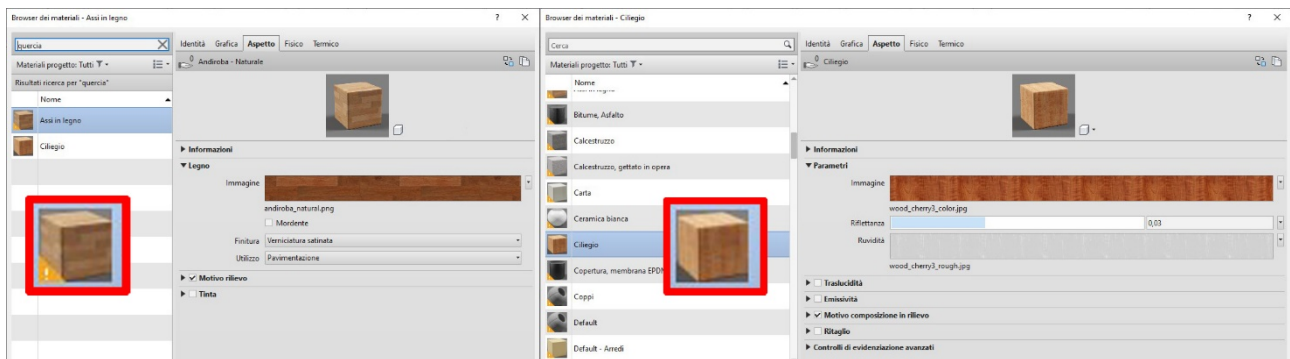 Browser dei materiali - Assi in legno
quercia
Materiali progetto: Tutti
Risultati ricerca per "quercia"
Nome
Assi in legno
Ciliegio
Identità Grafica Aspetto Fisico Termico
0 Andiroba - Naturale
Informazioni
Legno
Immagine
andiroba_natural.png
Mordente
Finitura Verniciatura satinata
Utilizzo Pavimentazione
Motivo rilievo
Tinta
Browser dei materiali - Ciliegio
Cerca
Materiali progetto: Tutti
Nome
Bitume, Asfalto
Calcestruzzo
Calcestruzzo, gettato in opera
Carta
Ceramica bianca
Ciliegio
Copertura, membrana EPDM
Coppi
Default
Default - Arredi
Identità Grafica Aspetto Fisico Termico
0 Ciliegio
Informazioni
Parametri
Immagine
wood_cherry3_color.jpg
Riflettanza 0,03
Ruvidità
wood_cherry3_rough.jpg
Traslucidità
Emissività
Motivo composizione in rilievo
Ritaglio
Controlli di evidenziazione avanzati